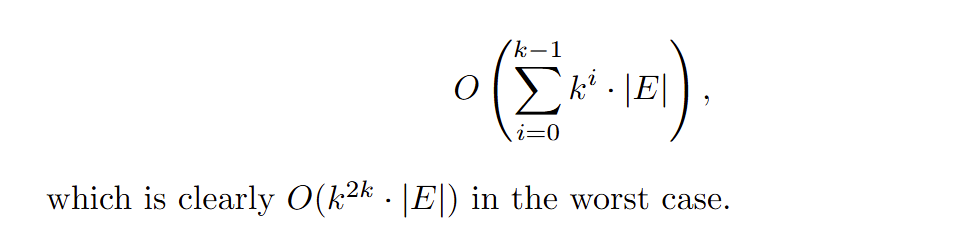 O(∑_{i=0}^{k−1} k^i · |E|),
which is clearly O(k^{2k} · |E|) in the worst case.